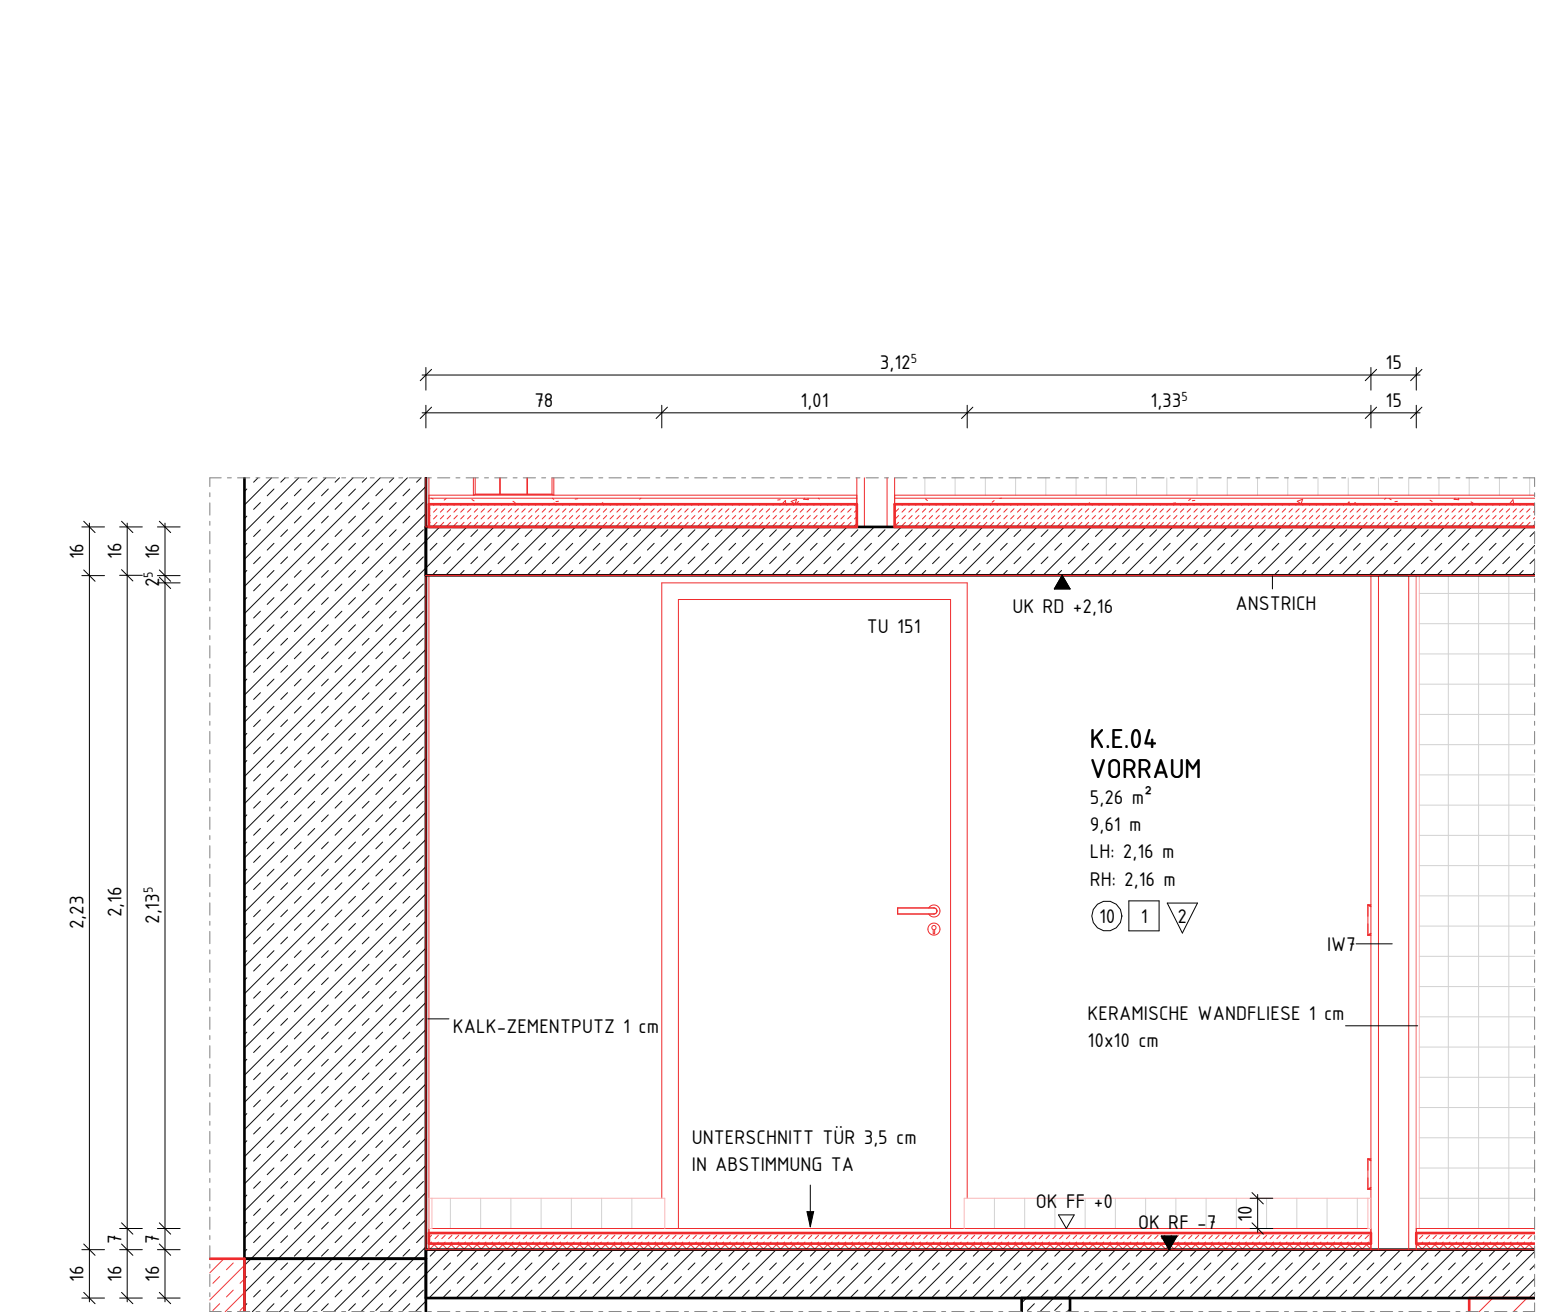 3,12⁵ 15
78 1,01 1,33⁵ 15
16 16 16
2⁵
UK RD +2,16
ANSTRICH
TU 151
K.E.04
VORRAUM
5,26 m²
9,61 m
LH: 2,16 m
RH: 2,16 m
10 1 2
2,23 2,16 2,13⁵
IW7
KERAMISCHE WANDFLIESE 1 cm
10x10 cm
KALK-ZEMENTPUTZ 1 cm
UNTERSCHNITT TÜR 3,5 cm
IN ABSTIMMUNG TA
OK FF +0
10
OK RF -7
7 7
16 16 16